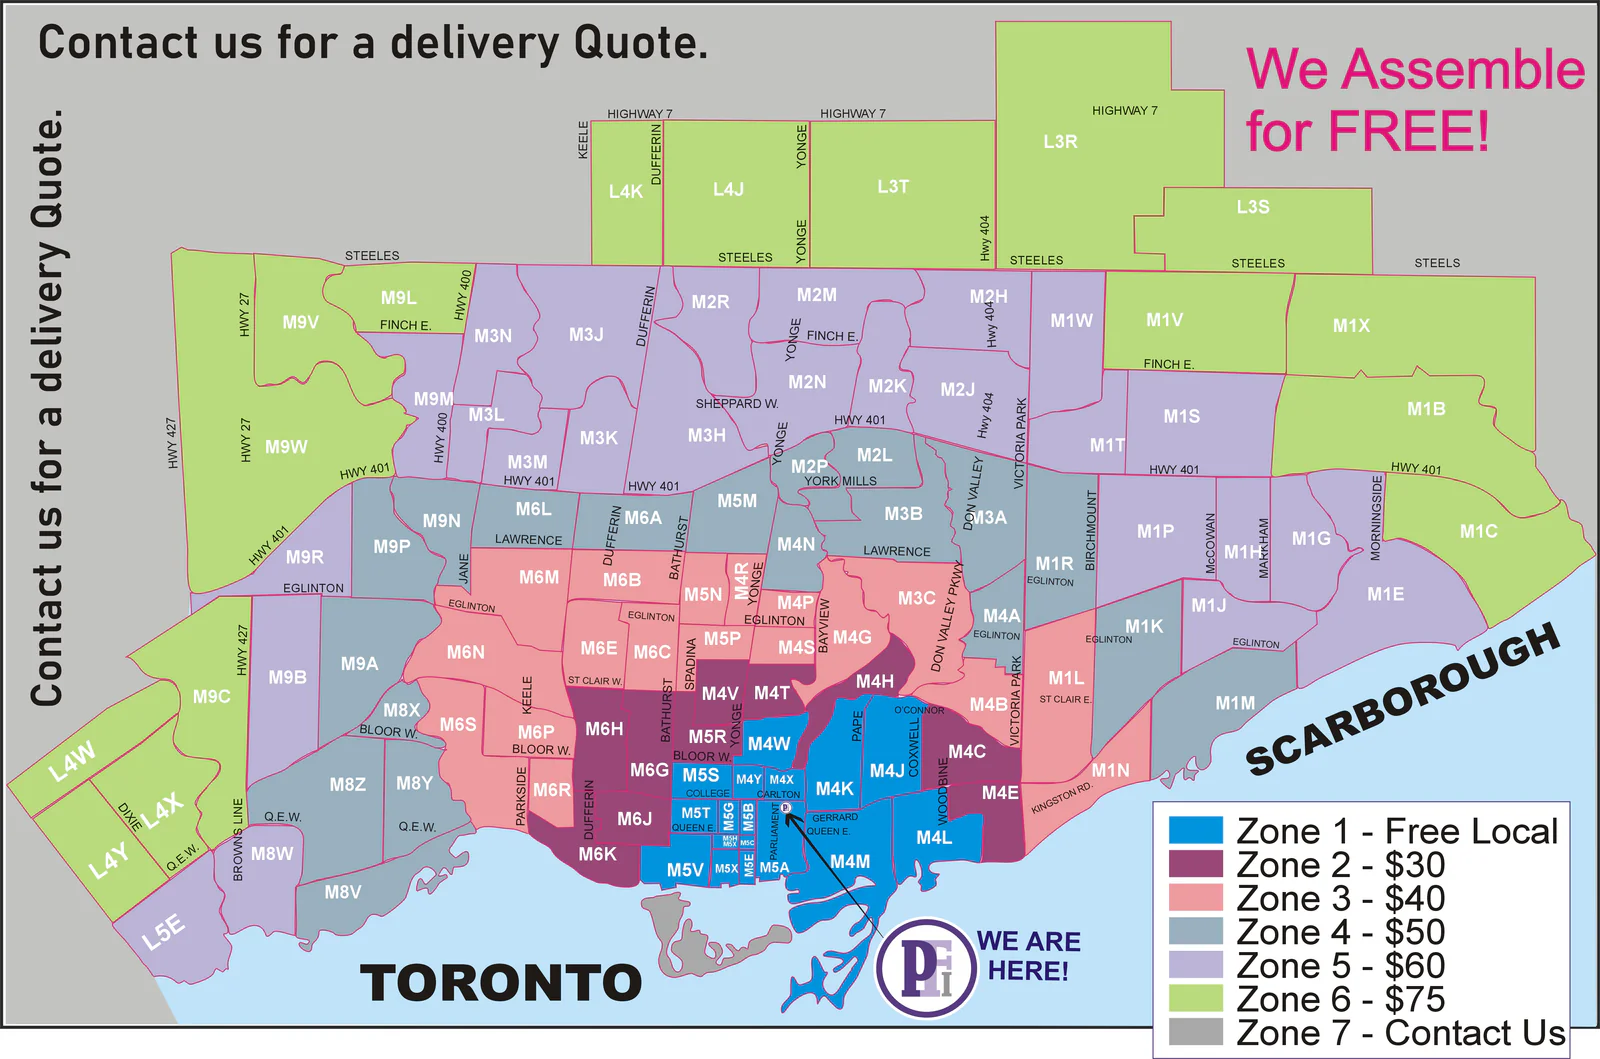 Contact us for a delivery Quote.
Contact us for a delivery Quote.
We Assemble
for FREE!
HIGHWAY 7
HIGHWAY 7
HIGHWAY 7
KEELE
DUFFERIN
YONGE
YONGE
Hwy 404
L4K
L4J
L3T
L3R
L3S
STEELES
STEELES
STEELES
STEELES
STEELS
HWY 27
HWY 400
M9V
M9L
FINCH E.
M3N
M3J
DUFFERIN
M2R
M2M
YONGE
FINCH E.
M2H
Hwy 404
M1W
M1V
FINCH E.
M1X
HWY 427
HWY 27
M9W
HWY 401
HWY 401
M9M
HWY 400
M3L
M3M
HWY 401
M3K
HWY 401
M3H
SHEPPARD W.
YONGE
M2N
M2K
HWY 401
M2J
Hwy 404
VICTORIA PARK
M1T
M1S
HWY 401
M1B
HWY 401
M9R
EGLINTON
M9P
M9N
JANE
M6L
LAWRENCE
M6A
DUFFERIN
BATHURST
M5M
M2P
M2L
YORK MILLS
M4N
M3B
LAWRENCE
DON VALLEY
M3A
M1R
EGLINTON
BIRCHMOUNT
M1P
McCOWAN
M1H
MARKHAM
M1G
MORNINGSIDE
M1C
M1E
M6M
EGLINTON
M6B
EGLINTON
M5N
M4R
YONGE
M4P
EGLINTON
BAYVIEW
M3C
DON VALLEY PKWY
M4A
EGLINTON
M1K
EGLINTON
M1J
EGLINTON
HWY 427
M9C
M9B
M9A
M6N
M6E
M6C
ST CLAIR W.
SPADINA
M5P
M4S
M4G
M4H
M4B
VICTORIA PARK
M1L
ST CLAIR E.
M1M
M8X
BLOOR W.
M6S
KEELE
M6P
BLOOR W.
M6H
BATHURST
M4V
M4T
YONGE
M5R
BLOOR W.
M4W
PAPE
O'CONNOR
COXWELL
M4J
M4C
WOODBINE
M4E
M1N
KINGSTON RD.
L4W
L4X
DIXIE
L4Y
Q.E.W.
BROWNS LINE
M8Z
M8Y
Q.E.W.
Q.E.W.
M8W
M8V
L5E
PARKSIDE
M6R
DUFFERIN
M6G
M6J
M6K
M5S
COLLEGE
M4Y
M4X
CARLTON
M4K
M5T
QUEEN E.
M5G
M5B
PARLIAMENT
P
GERRARD
QUEEN E.
M5H
M5X
M5C
M5V
M5X
M5E
M5A
M4M
M4L
SCARBOROUGH
TORONTO
PFI
WE ARE
HERE!
Zone 1 - Free Local
Zone 2 - $30
Zone 3 - $40
Zone 4 - $50
Zone 5 - $60
Zone 6 - $75
Zone 7 - Contact Us